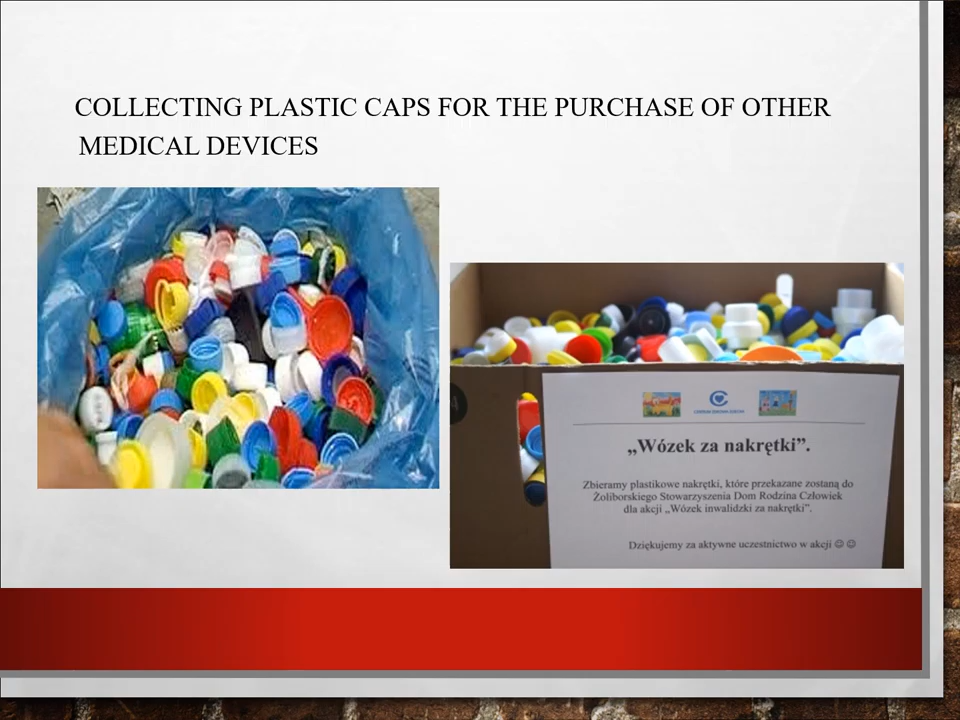 COLLECTING PLASTIC CAPS FOR THE PURCHASE OF OTHER
MEDICAL DEVICES
„Wózek za nakrętki”.
Zbieramy plastikowe nakrętki, które przekazane zostaną do
Żoliborskiego Stowarzyszenia Dom Rodzina Człowiek
dla akcji „Wózek inwalidzki za nakrętki”.
Dziękujemy za aktywne uczestnictwo w akcji ☺ ☺